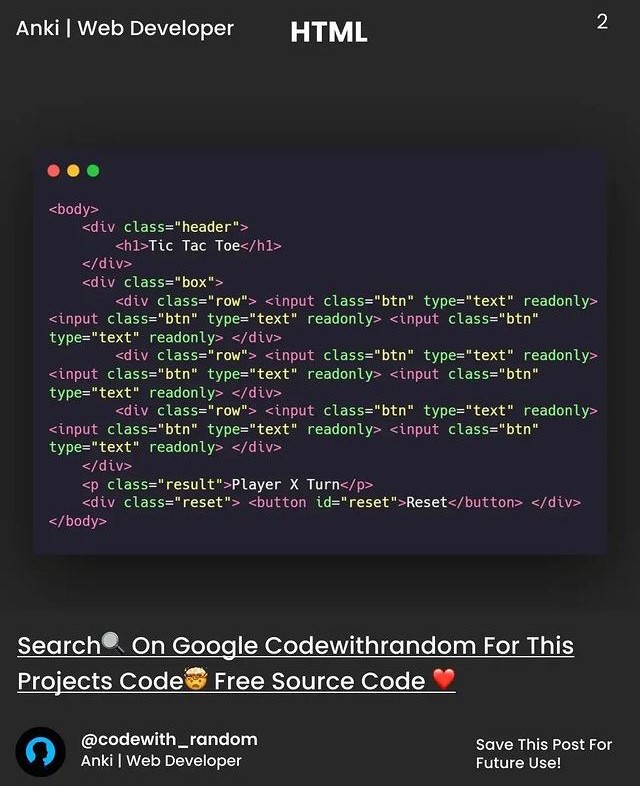 Anki | Web Developer
HTML
2
<body>
    <div class="header">
        <h1>Tic Tac Toe</h1>
    </div>
    <div class="box">
        <div class="row"> <input class="btn" type="text" readonly>
<input class="btn" type="text" readonly> <input class="btn"
type="text" readonly> </div>
        <div class="row"> <input class="btn" type="text" readonly>
<input class="btn" type="text" readonly> <input class="btn"
type="text" readonly> </div>
        <div class="row"> <input class="btn" type="text" readonly>
<input class="btn" type="text" readonly> <input class="btn"
type="text" readonly> </div>
    </div>
    <p class="result">Player X Turn</p>
    <div class="reset"> <button id="reset">Reset</button> </div>
</body>
Search🔍 On Google Codewithrandom For This
Projects Code🤯 Free Source Code ❤️
@codewith_random
Anki | Web Developer
Save This Post For
Future Use!